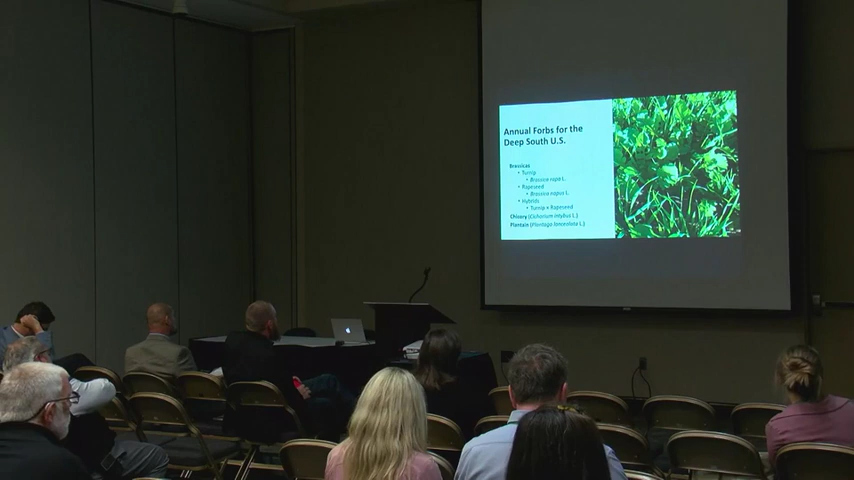 Annual Forbs for the
Deep South U.S.
Brassicas
• Turnip
• Brassica rapa L.
• Rapeseed
• Brassica napus L.
• Hybrids
• Turnip x Rapeseed
Chicory (Cichorium intybus L.)
Plantain (Plantago lanceolata L.)